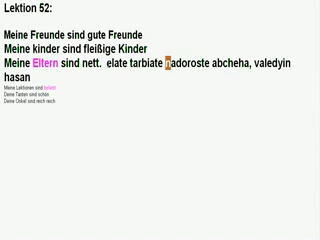 Lektion 52:
Meine Freunde sind gute Freunde
Meine kinder sind fleißige Kinder
Meine Eltern sind nett. elate tarbiate nadoroste abcheha, valedyin
hasan
Meine Lektionen sind beliebt
Deine Tanten sind schön
Deine Onkel sind reich reich